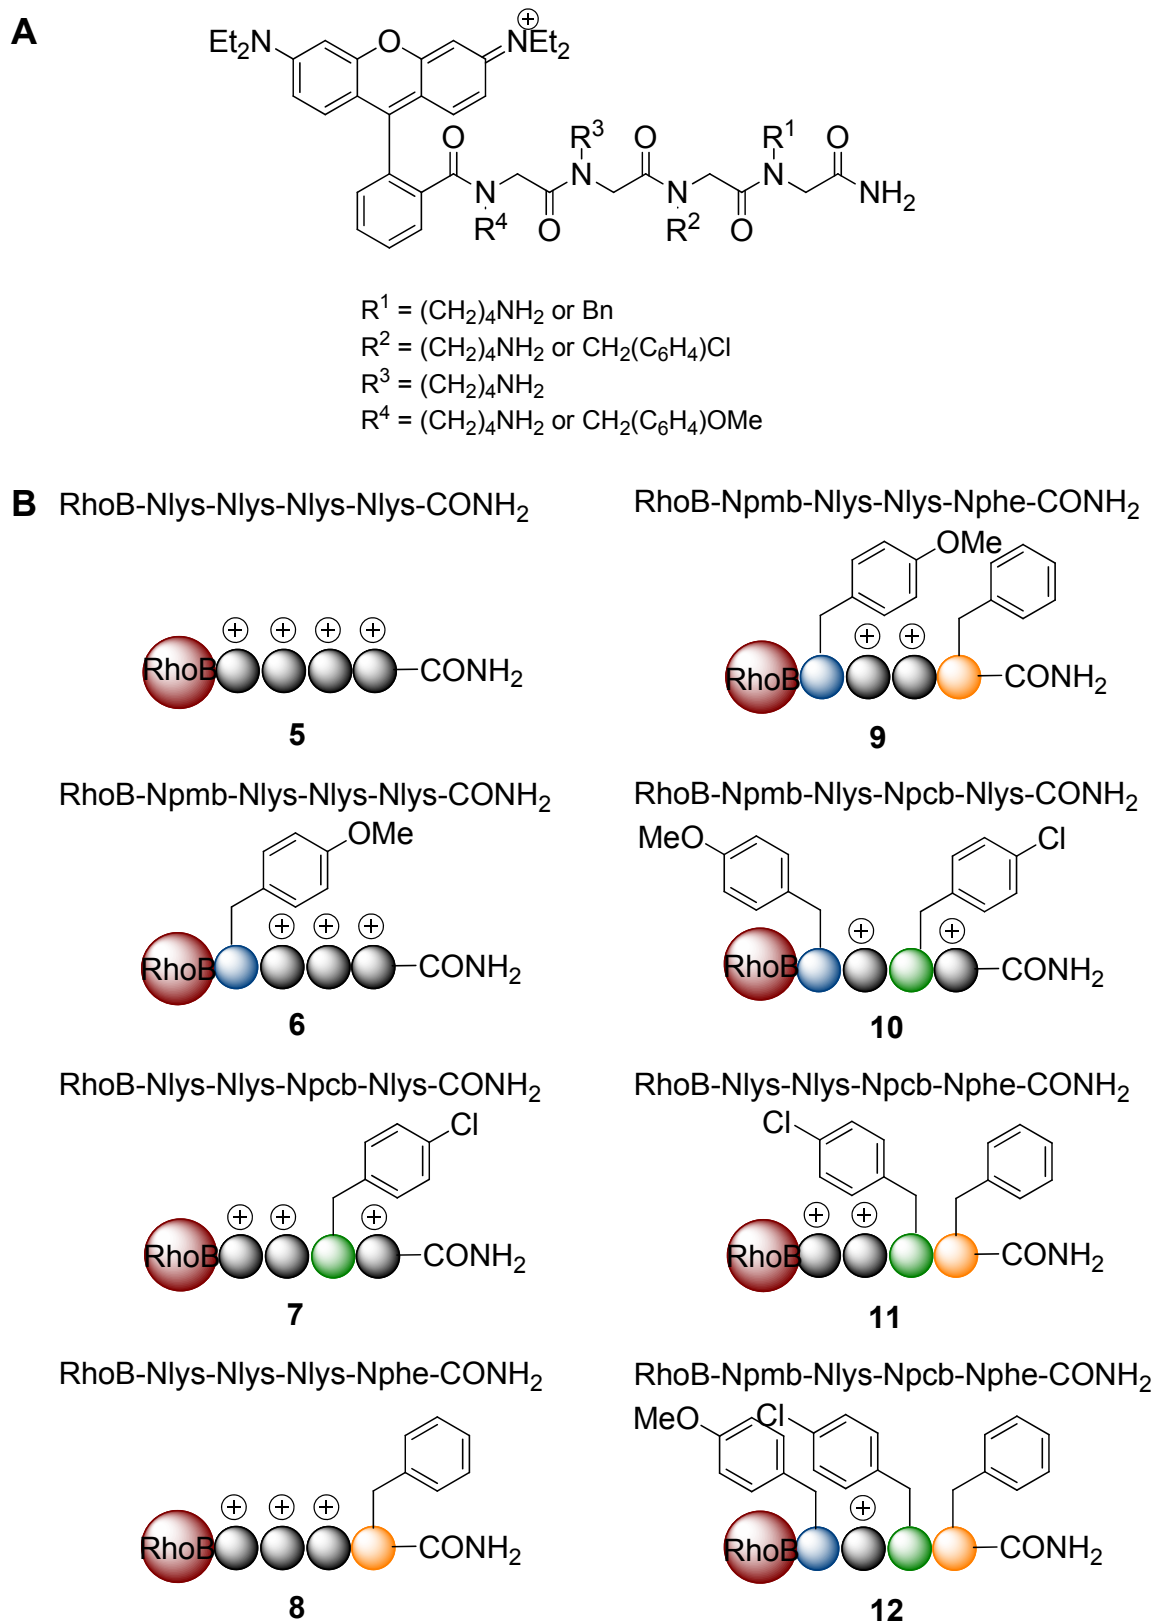 A
Et₂N O N⊕Et₂
O R³ O R¹ O
N N N N NH₂
R⁴ O R² O
R¹ = (CH₂)₄NH₂ or Bn
R² = (CH₂)₄NH₂ or CH₂(C₆H₄)Cl
R³ = (CH₂)₄NH₂
R⁴ = (CH₂)₄NH₂ or CH₂(C₆H₄)OMe
B
RhoB-Nlys-Nlys-Nlys-Nlys-CONH₂
RhoB + + + + CONH₂
5
RhoB-Npmb-Nlys-Nlys-Nphe-CONH₂
OMe
RhoB + + CONH₂
9
RhoB-Npmb-Nlys-Nlys-Nlys-CONH₂
OMe
RhoB + + + CONH₂
6
RhoB-Npmb-Nlys-Npcb-Nlys-CONH₂
MeO Cl
RhoB + + CONH₂
10
RhoB-Nlys-Nlys-Npcb-Nlys-CONH₂
Cl
RhoB + + + CONH₂
7
RhoB-Nlys-Nlys-Npcb-Nphe-CONH₂
Cl
RhoB + + CONH₂
11
RhoB-Nlys-Nlys-Nlys-Nphe-CONH₂
RhoB + + + CONH₂
8
RhoB-Npmb-Nlys-Npcb-Nphe-CONH₂
MeO Cl
RhoB + CONH₂
12